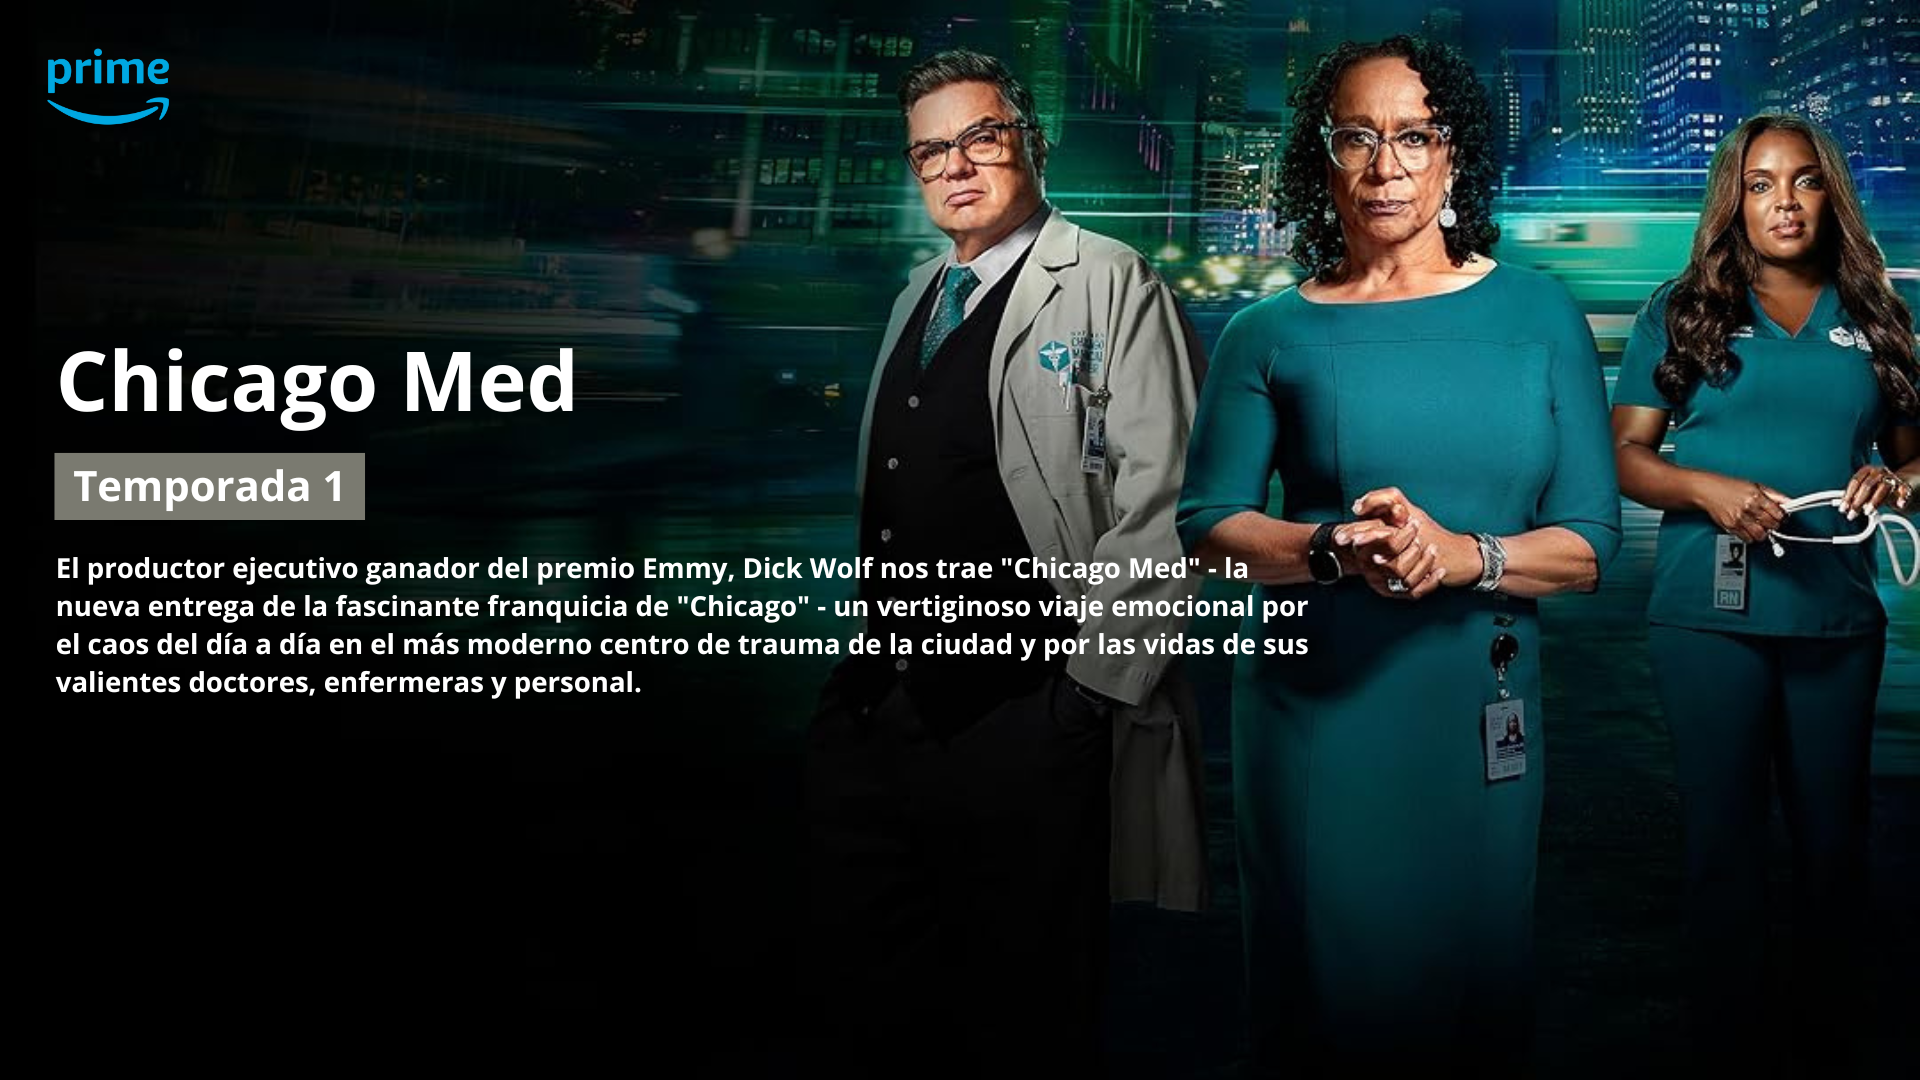 prime
Chicago Med
Temporada 1
El productor ejecutivo ganador del premio Emmy, Dick Wolf nos trae "Chicago Med" - la
nueva entrega de la fascinante franquicia de "Chicago" - un vertiginoso viaje emocional por
el caos del día a día en el más moderno centro de trauma de la ciudad y por las vidas de sus
valientes doctores, enfermeras y personal.
RN